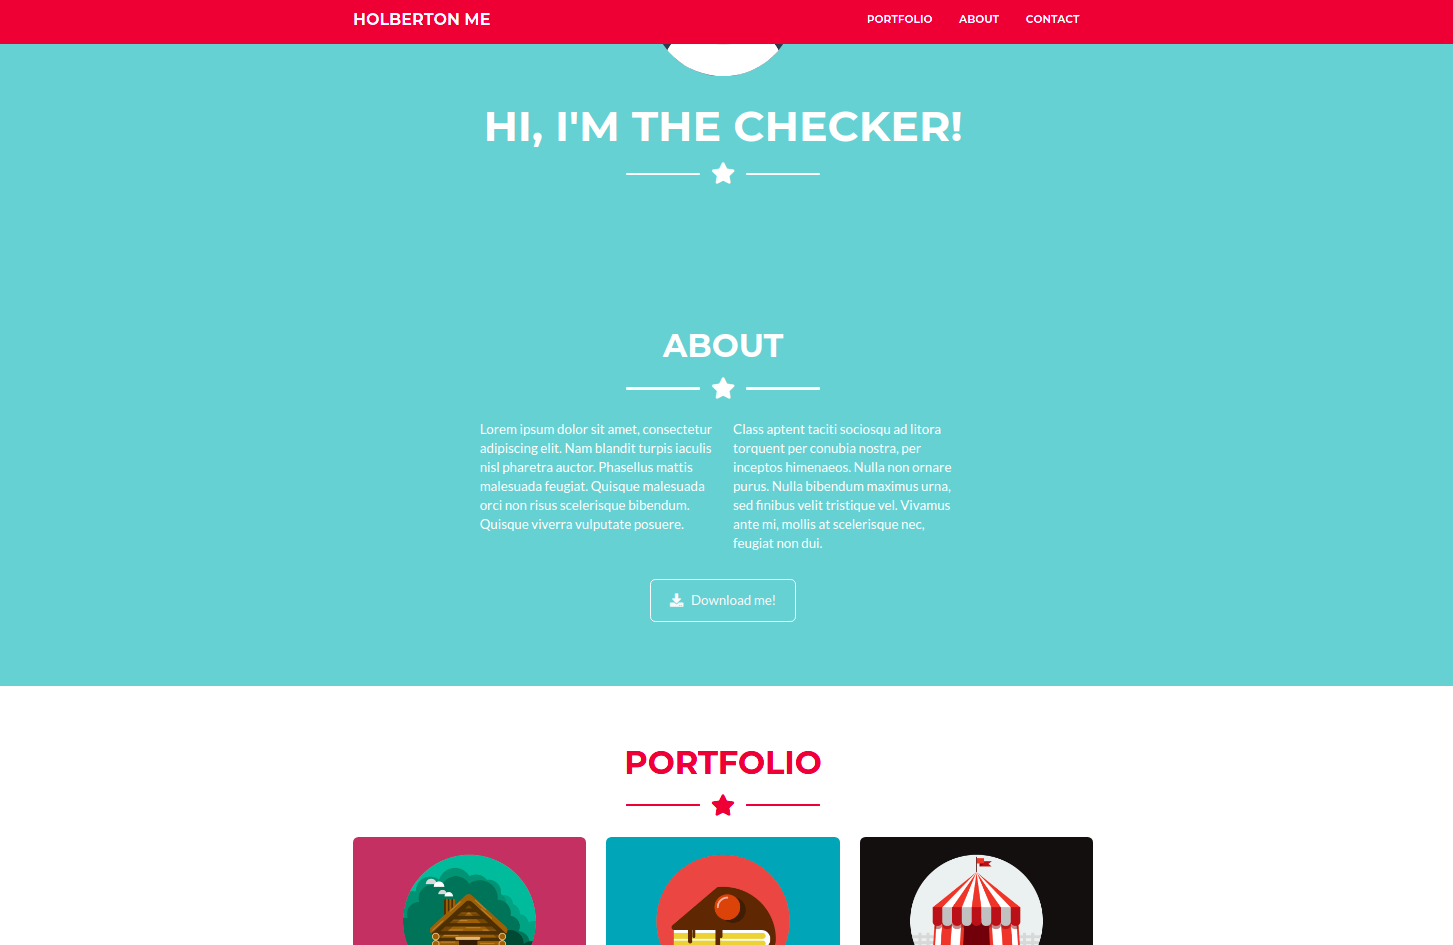 HOLBERTON ME
PORTFOLIO ABOUT CONTACT
HI, I'M THE CHECKER!
ABOUT
Lorem ipsum dolor sit amet, consectetur
adipiscing elit. Nam blandit turpis iaculis
nisl pharetra auctor. Phasellus mattis
malesuada feugiat. Quisque malesuada
orci non risus scelerisque bibendum.
Quisque viverra vulputate posuere.
Class aptent taciti sociosqu ad litora
torquent per conubia nostra, per
inceptos himenaeos. Nulla non ornare
purus. Nulla bibendum maximus urna,
sed finibus velit tristique vel. Vivamus
ante mi, mollis at scelerisque nec,
feugiat non dui.
Download me!
PORTFOLIO